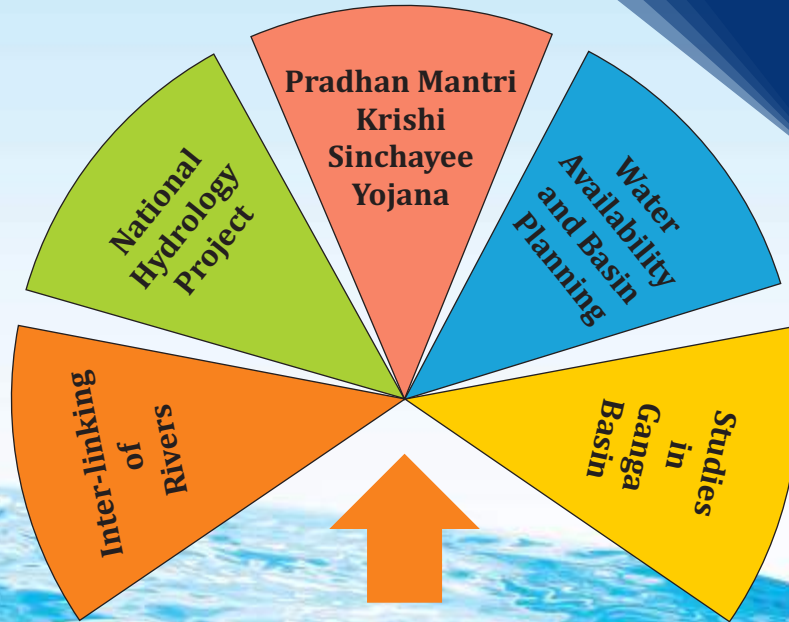 Inter-linking
of
Rivers
National
Hydrology
Project
Pradhan Mantri
Krishi
Sinchayee
Yojana
Water
Availability
and Basin
Planning
Studies
in
Ganga
Basin